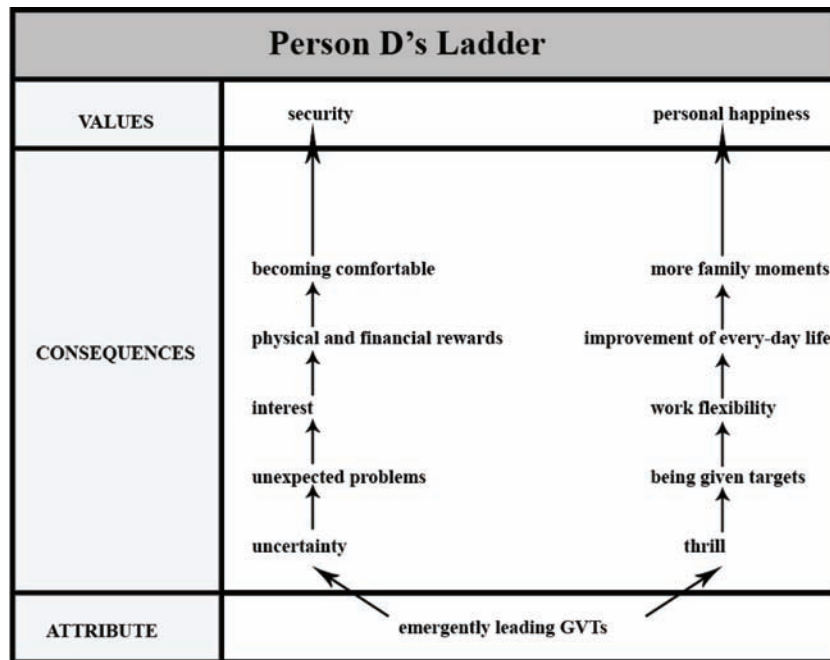 Person D’s Ladder
VALUES
security
personal happiness
CONSEQUENCES
becoming comfortable
more family moments
physical and financial rewards
improvement of every-day life
interest
work flexibility
unexpected problems
being given targets
uncertainty
thrill
ATTRIBUTE
emergently leading GVTs